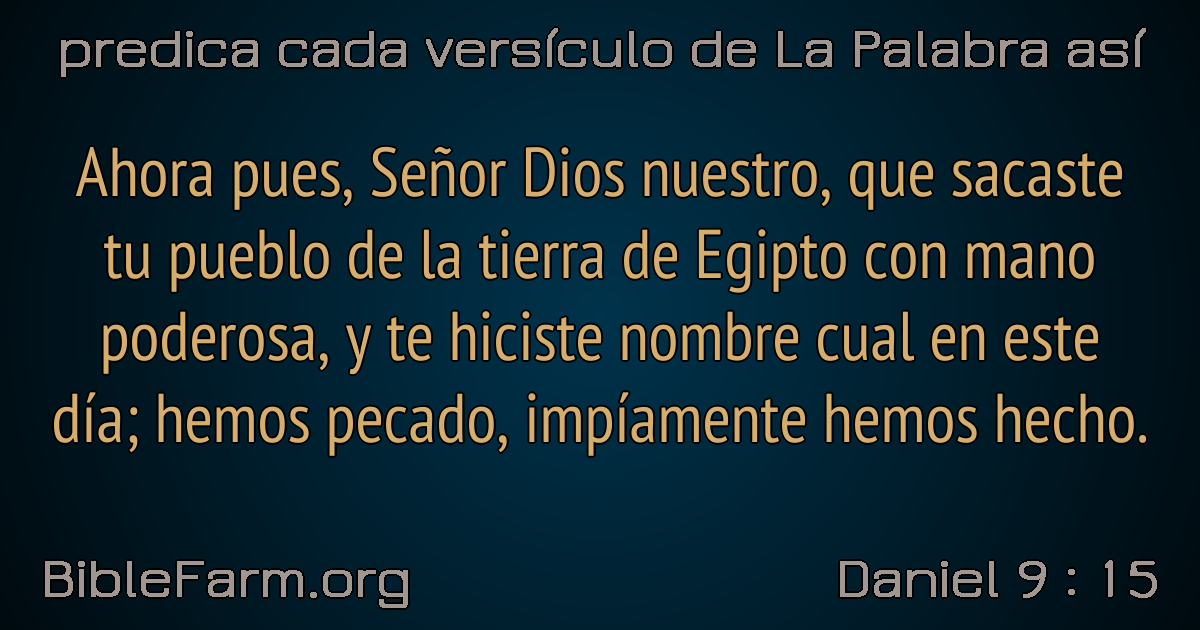 predica cada versículo de La Palabra así
Ahora pues, Señor Dios nuestro, que sacaste
tu pueblo de la tierra de Egipto con mano
poderosa, y te hiciste nombre cual en este
día; hemos pecado, impíamente hemos hecho.
BibleFarm.org
Daniel 9 : 15